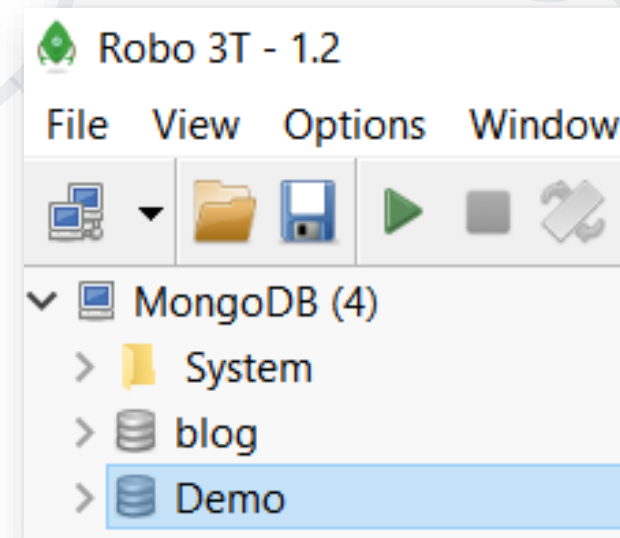 Robo 3T - 1.2
File View Options Window
MongoDB (4)
System
blog
Demo